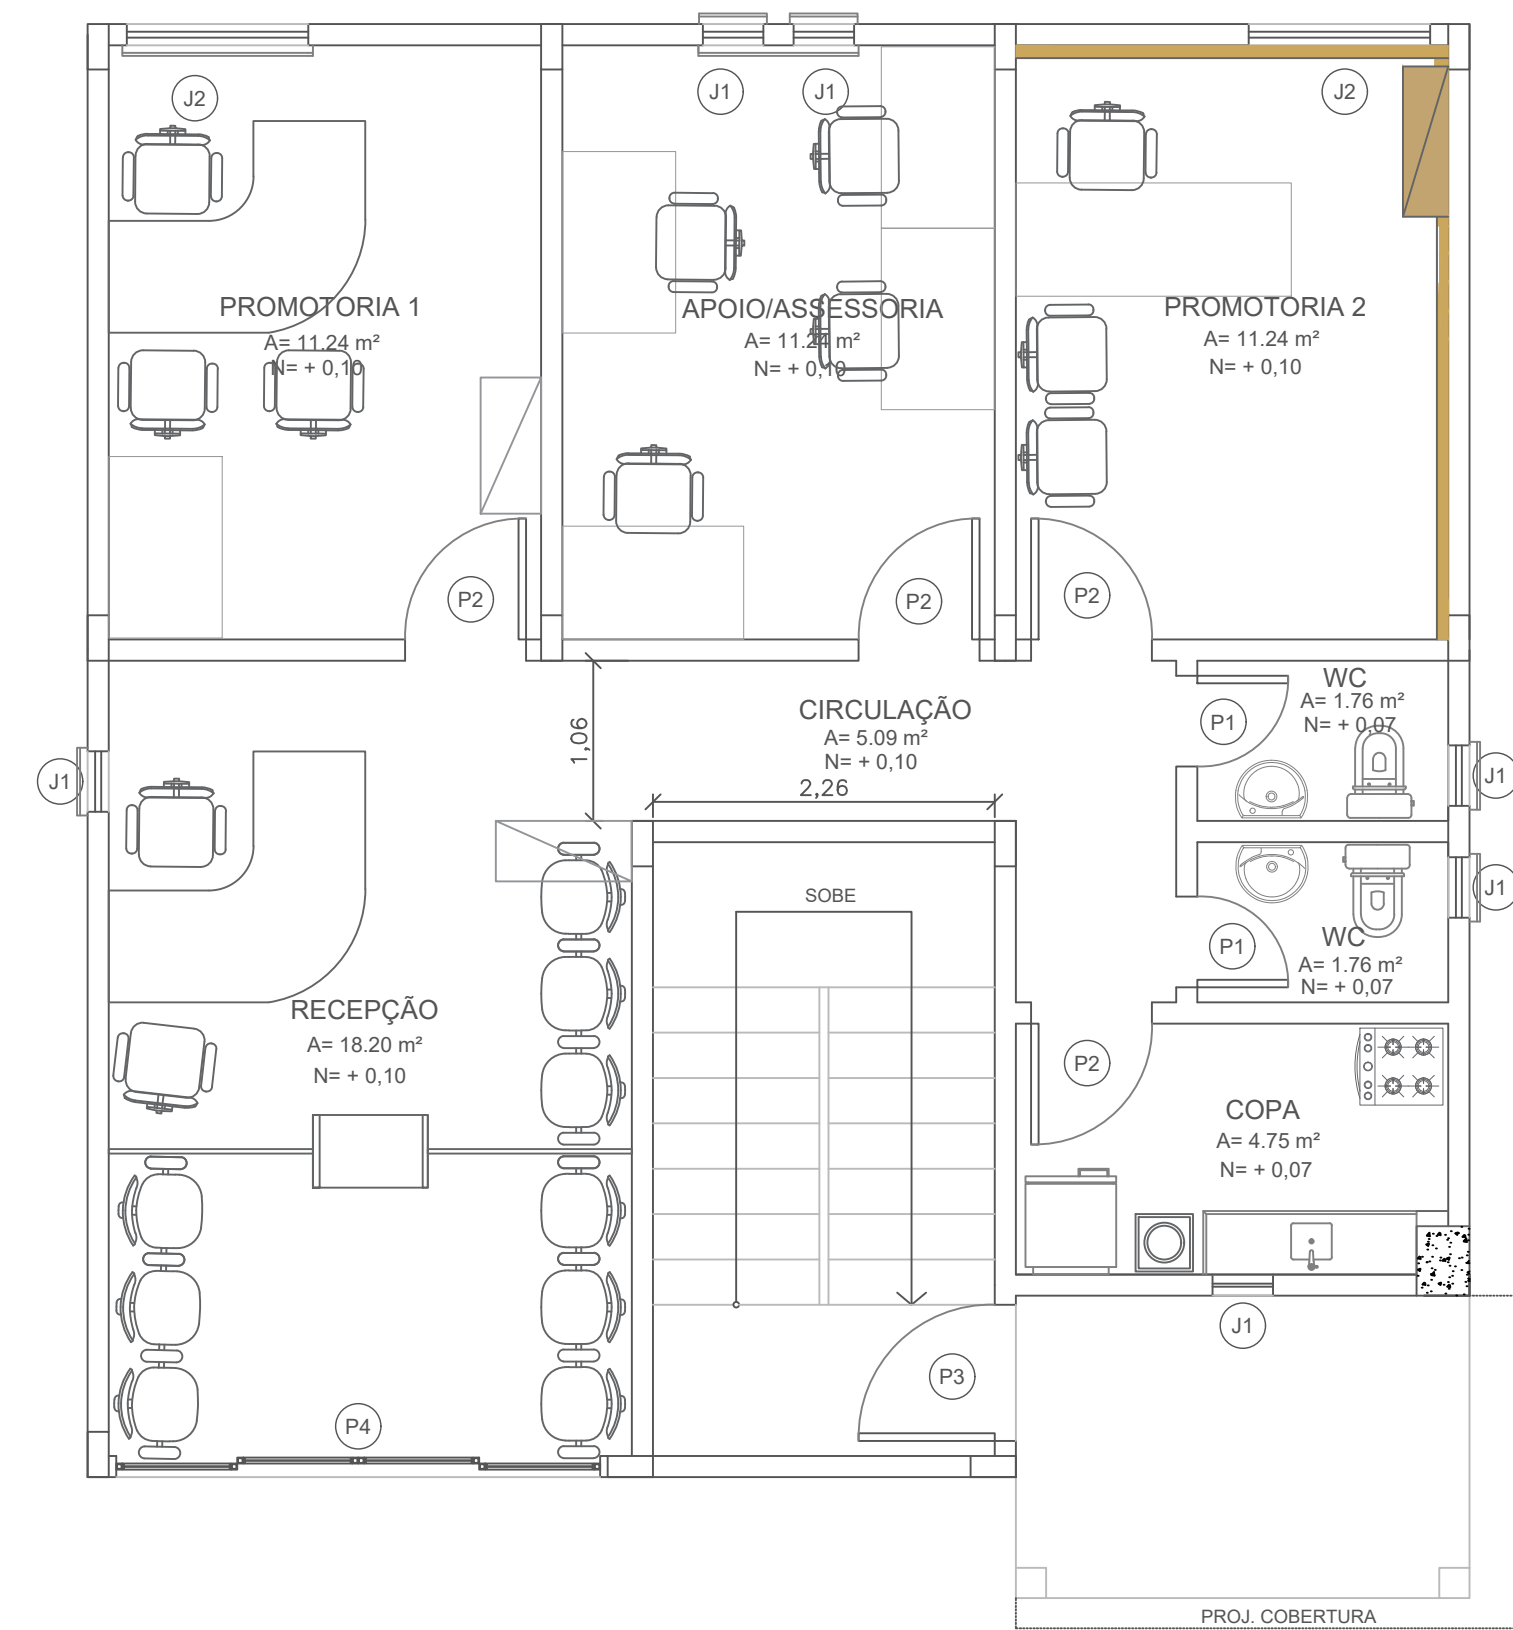 J2
J1
J1
J2
PROMOTORIA 1
A= 11.24 m²
N= + 0,10
APOIO/ASSESSORIA
A= 11.24 m²
N= + 0,10
PROMOTORIA 2
A= 11.24 m²
N= + 0,10
P2
P2
P2
WC
A= 1.76 m²
N= + 0,07
CIRCULAÇÃO
A= 5.09 m²
N= + 0,10
1,06
2,26
P1
J1
J1
SOBE
J1
P1
WC
A= 1.76 m²
N= + 0,07
RECEPÇÃO
A= 18.20 m²
N= + 0,10
P2
COPA
A= 4.75 m²
N= + 0,07
J1
P3
P4
PROJ. COBERTURA